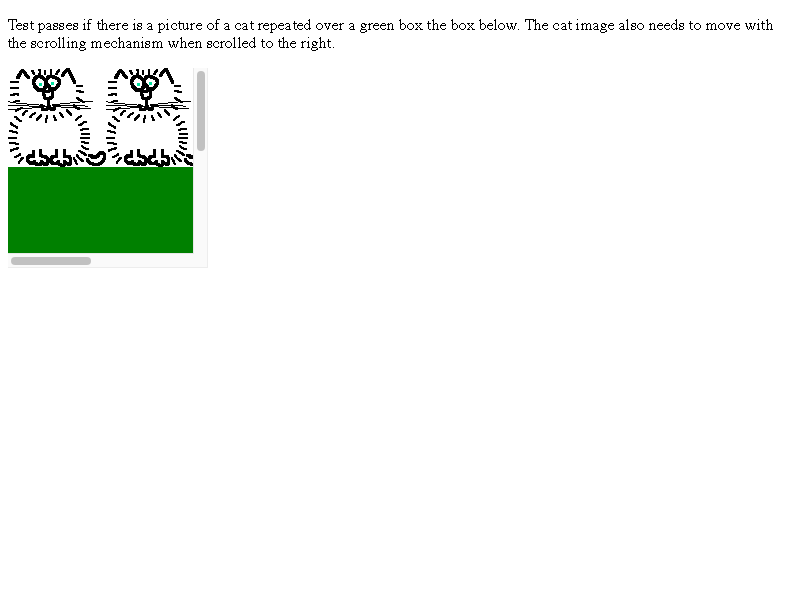 Test passes if there is a picture of a cat repeated over a green box the box below. The cat image also needs to move with
the scrolling mechanism when scrolled to the right.